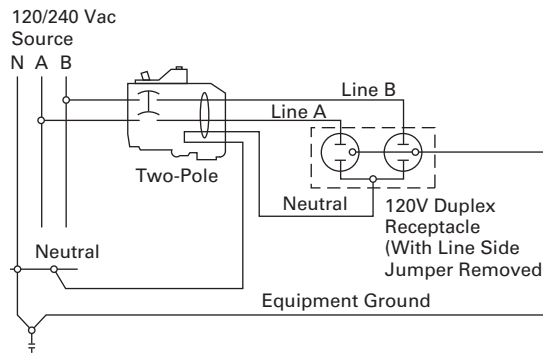 120/240 Vac
Source
N A B
Line B
Line A
Two-Pole
Neutral
120V Duplex
Receptacle
(With Line Side
Jumper Removed
Neutral
Equipment Ground